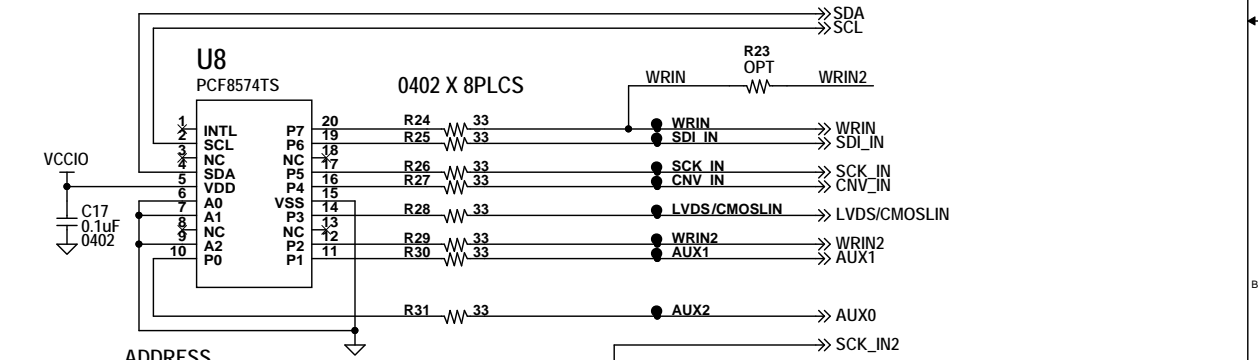 SDA
SCL
U8
PCF8574TS
0402 X 8PLCS
R23
OPT
WRIN
WRIN2
1 INTL P7 20 R24 33 WRIN WRIN
2 SCL P6 19 R25 33 SDI_IN SDI_IN
3 NC NC 18
4 SDA P5 17 R26 33 SCK_IN SCK_IN
5 VDD P4 16 R27 33 CNV_IN CNV_IN
6 A0 VSS 15
7 A1 P3 14 R28 33 LVDS/CMOSLIN LVDS/CMOSLIN
8 NC NC 13
9 A2 P2 12 R29 33 WRIN2 WRIN2
10 P0 P1 11 R30 33 AUX1 AUX1
VCCIO
C17
0.1uF
0402
R31 33 AUX2 AUX0
SCK_IN2
ADDRESS
B